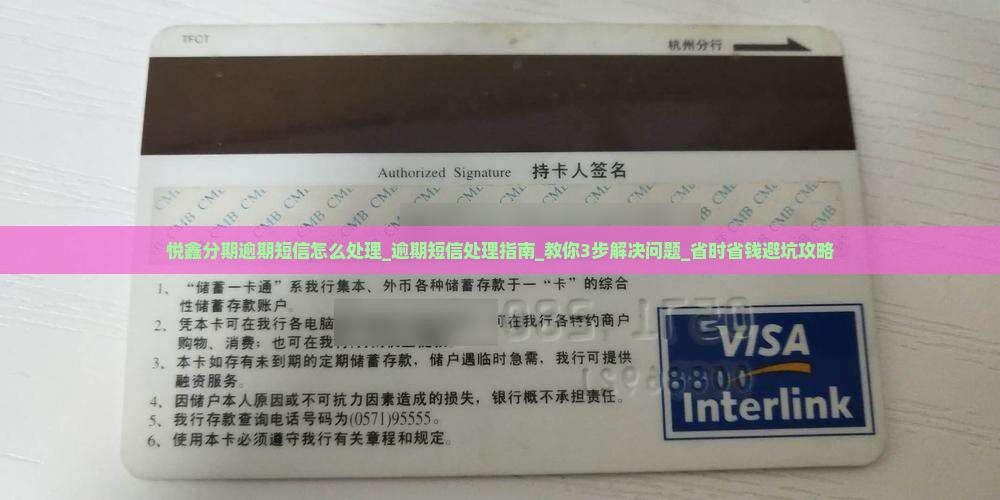 TFCT
杭州分行
Authorized Signature 持卡人签名
CMB CMB CMB CMB CMB
悦鑫分期逾期短信怎么处理_逾期短信处理指南_教你3步解决问题_省时省钱避坑攻略
1、“储蓄一卡通”系我行集本、外币各种储蓄存款于一“卡”的综合
性储蓄存款账户
2、凭本卡可在我行各电脑 可在我行各特约商户
购物、消费；也可在我
3、本卡如存有未到期的定期储蓄存款，储户遇临时急需，我行可提供
融资服务。
4、因储户本人原因或不可抗力因素造成的损失，银行概不承担责任。
5、我行存款查询电话号码为(0571)95555。
6、使用本卡必须遵守我行有关章程和规定。
VISA
Interlink